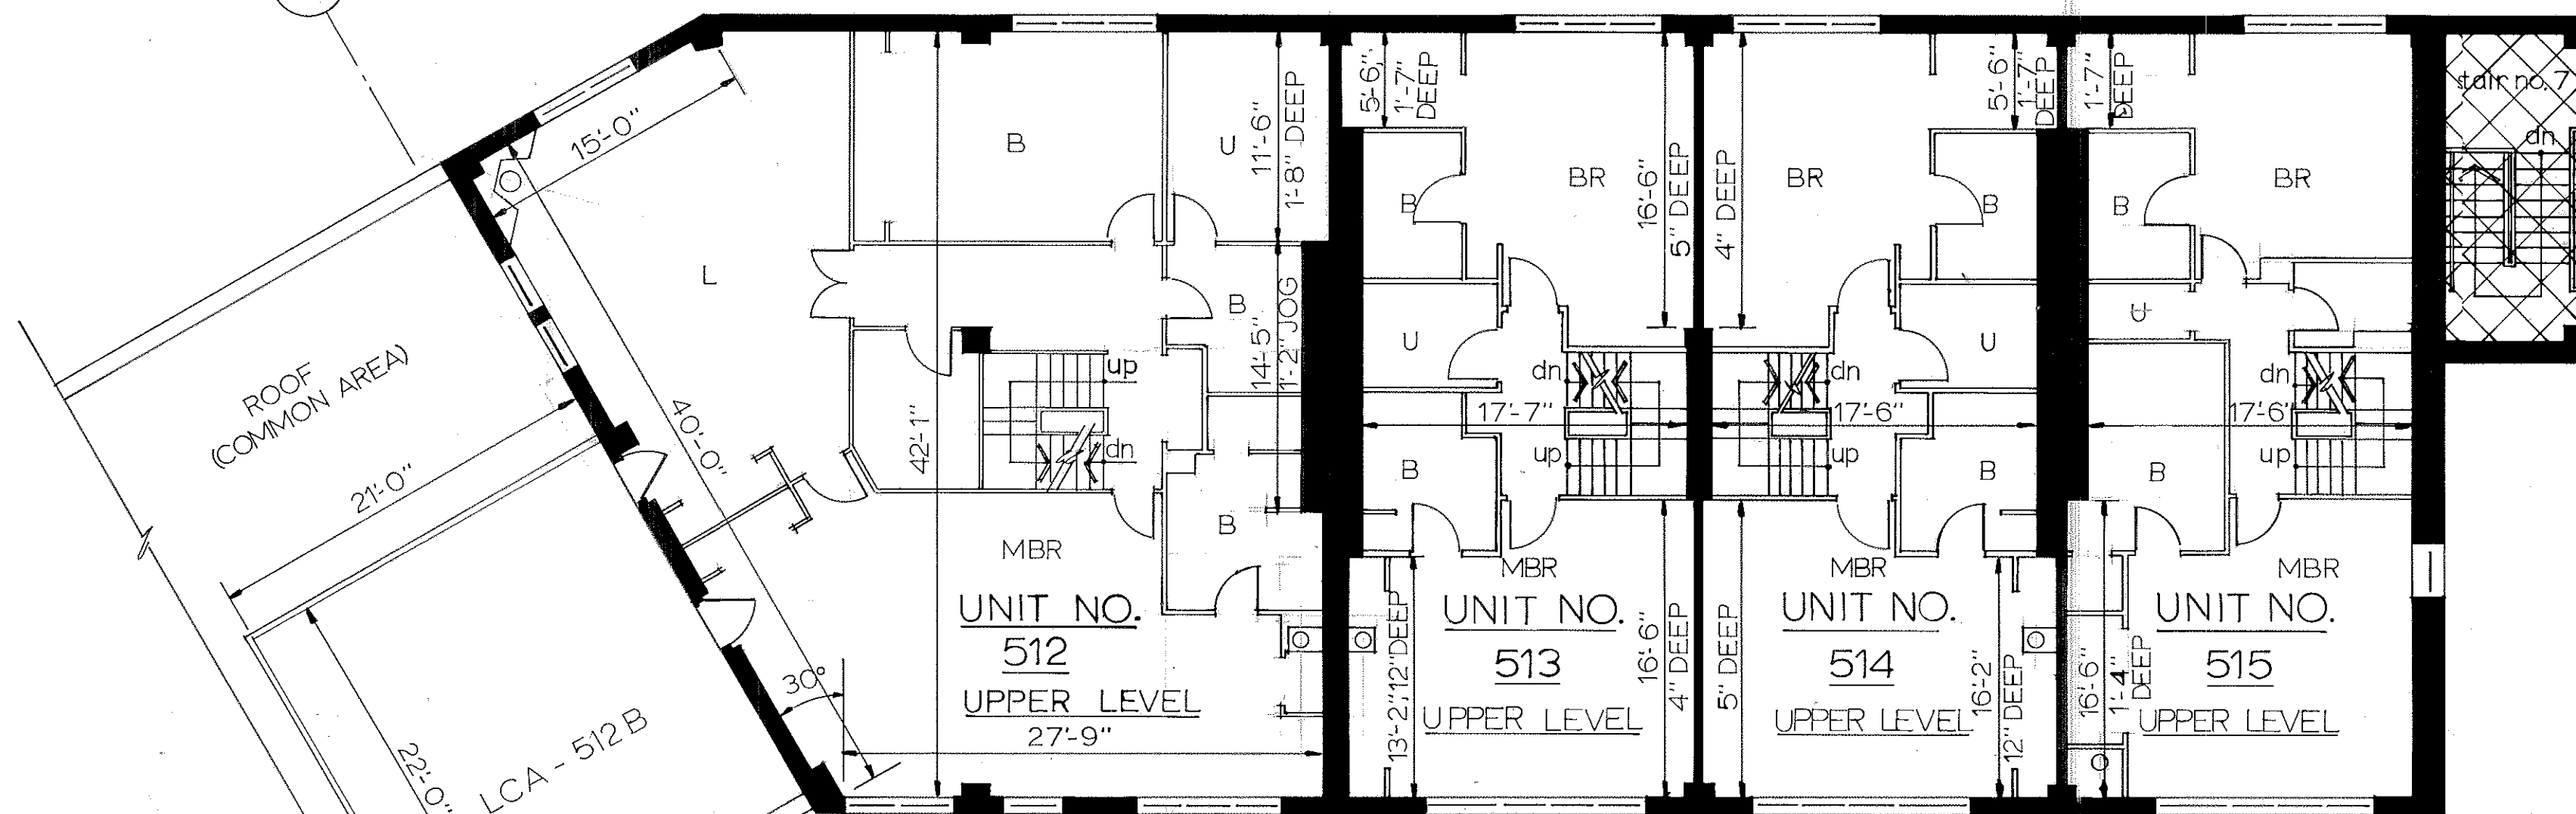 15'-0"
ROOF
(COMMON AREA)
21'-0"
22'-0"
LCA - 512B
40'-0"
30°
L
B
U
11'-6"
1'-8" DEEP
B
14'-5"
1'-2" JOG
42'-1"
up
dn
B
MBR
UNIT NO.
512
UPPER LEVEL
27'-9"
5'-6",
1'-7"
DEEP
BR
16'-6"
5" DEEP
B
U
dn
17'-7"
up
B
MBR
UNIT NO.
513
UPPER LEVEL
13'-2",12"DEEP
16'-6"
4" DEEP
4" DEEP
BR
5'-6"
1'-7"
DEEP
B
U
dn
17'-6"
up
B
MBR
UNIT NO.
514
UPPER LEVEL
5" DEEP
16'-2"
12" DEEP
1'-7"
DEEP
BR
B
U
dn
17'-6"
up
B
MBR
UNIT NO.
515
UPPER LEVEL
16'-6"
1'-4"
DEEP
stair no. 7
dn